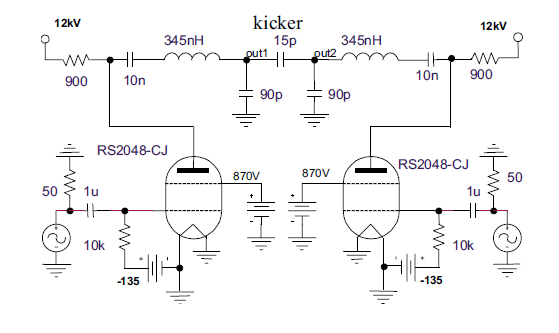 12kV
kicker
12kV
345nH
15p
345nH
out1
out2
900
10n
10n
900
90p
90p
RS2048-CJ
RS2048-CJ
870V
870V
50
1u
1u
50
10k
10k
-135
-135